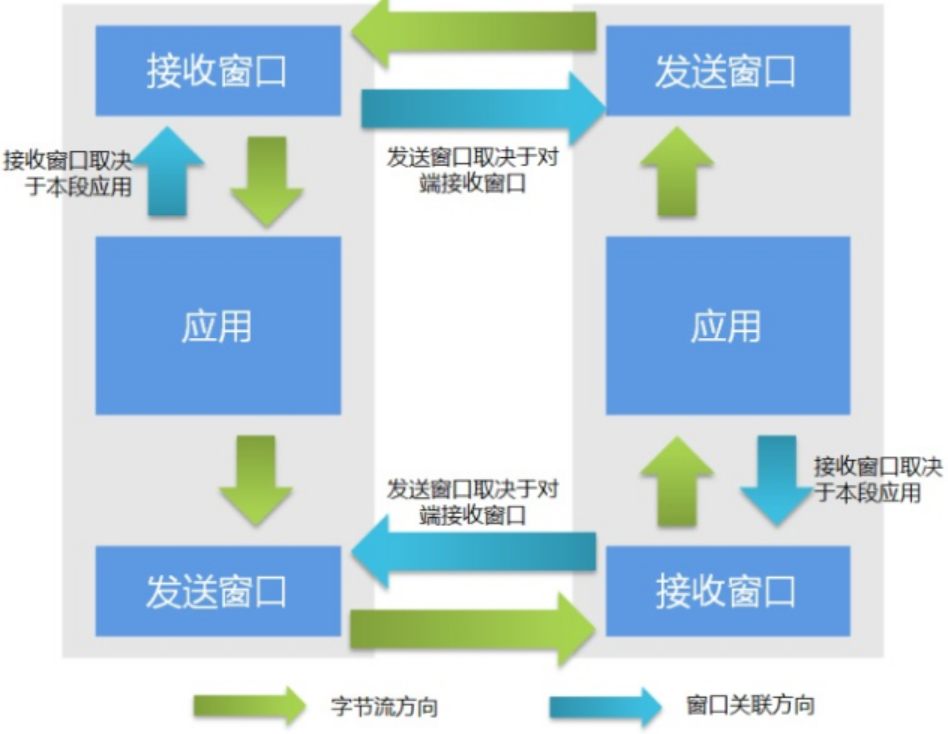 接收窗口
发送窗口
接收窗口取决
于本段应用
发送窗口取决于对
端接收窗口
应用
应用
发送窗口取决于对
端接收窗口
接收窗口取决
于本段应用
发送窗口
接收窗口
字节流方向
窗口关联方向